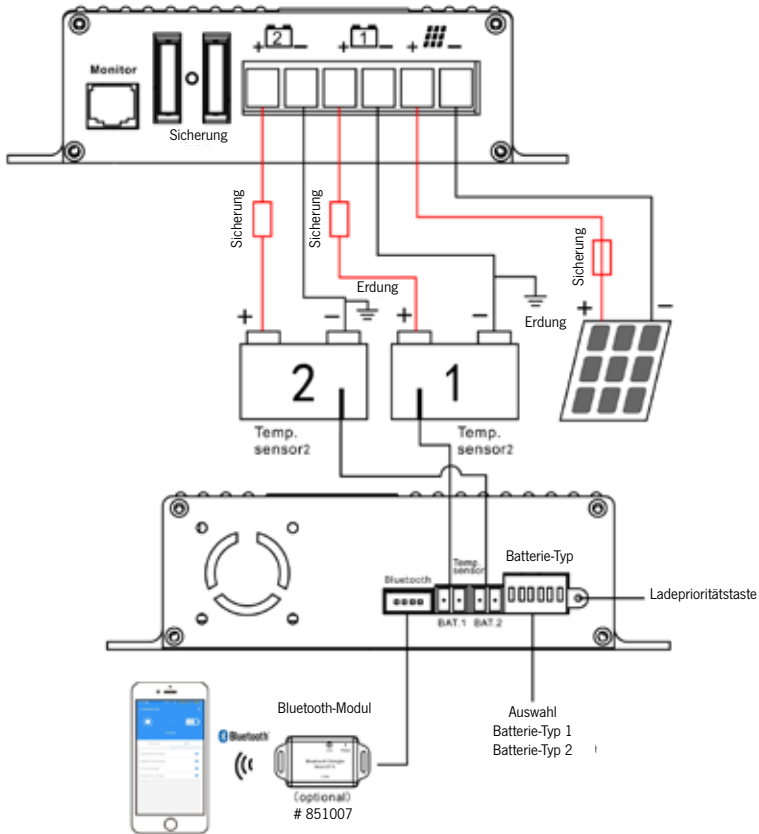 + 2 − + 1 − + −
Monitor
Sicherung
Sicherung
Sicherung
Sicherung
Erdung
Erdung
+ − + − + −
2
1
Temp.
sensor2
Temp.
sensor2
Batterie-Typ
Temp.
sensor
Bluetooth
BAT.1 BAT.2
Ladeprioritätstaste
Bluetooth-Modul
Auswahl
Batterie-Typ 1
Batterie-Typ 2
Bluetooth
(optional)
# 851007